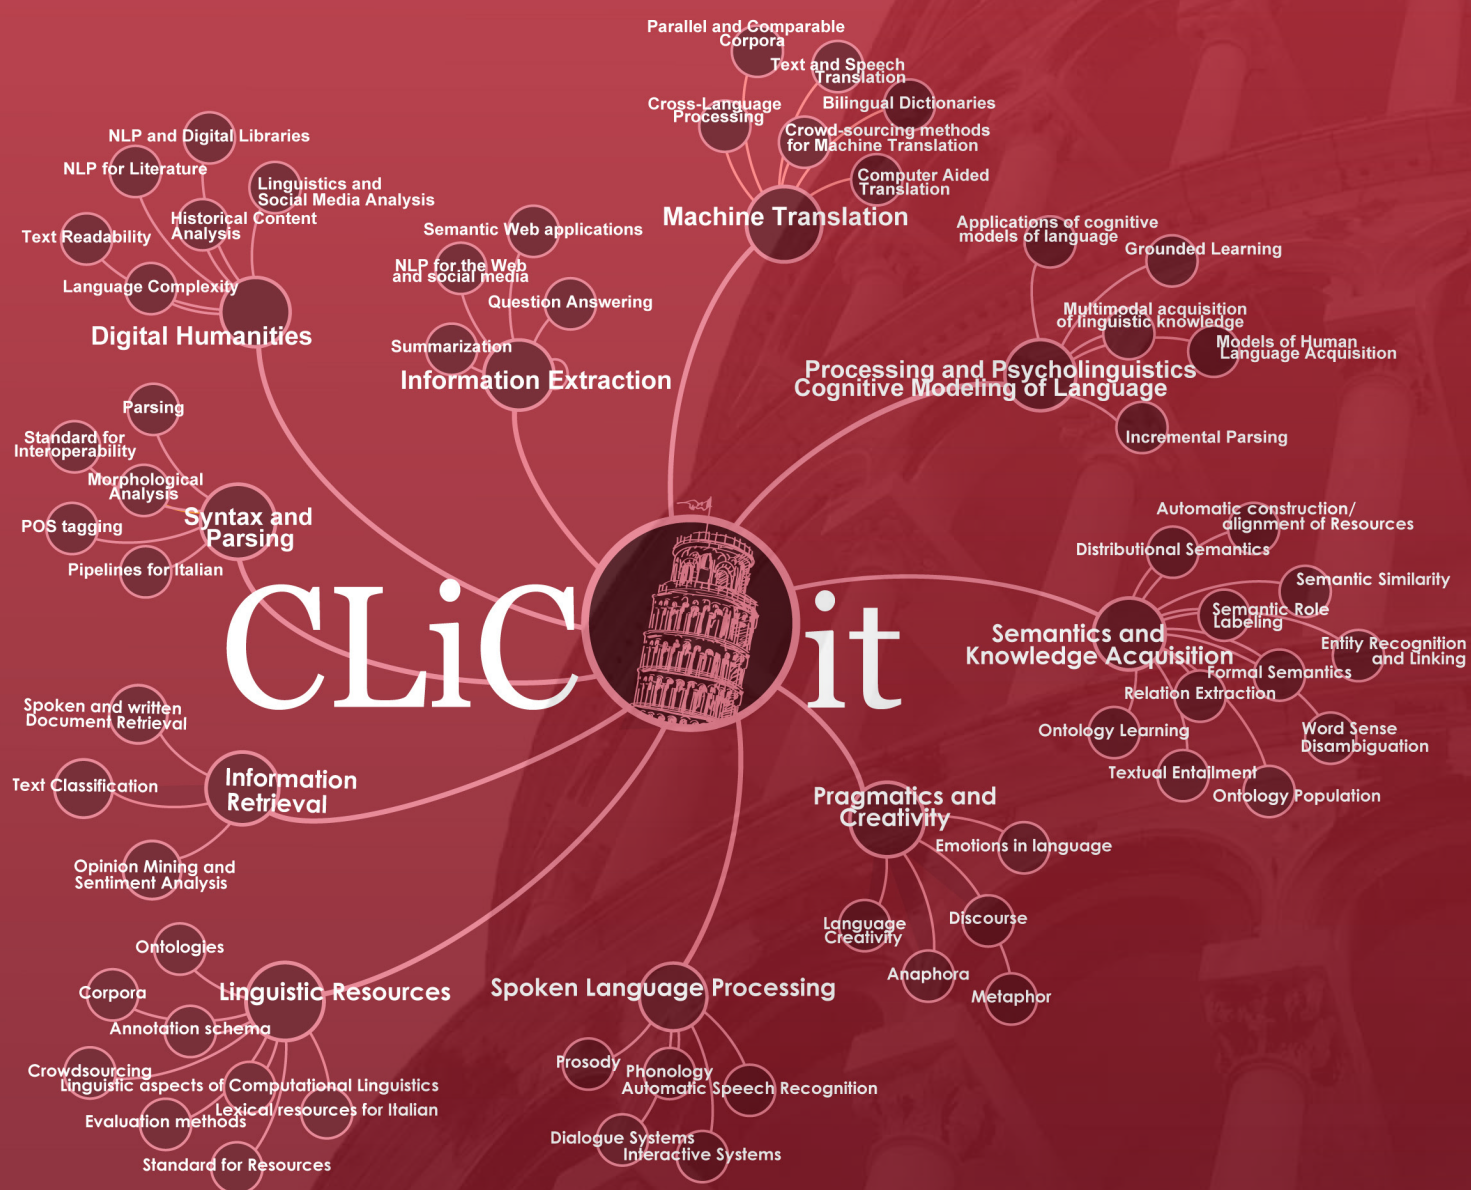 Parallel and Comparable
Corpora
Text and Speech
Translation
Cross-Language
Processing
Bilingual Dictionaries
Crowd-sourcing methods
for Machine Translation
Computer Aided
Translation
Machine Translation
NLP and Digital Libraries
NLP for Literature
Linguistics and
Social Media Analysis
Historical Content
Analysis
Text Readability
Language Complexity
Digital Humanities
Semantic Web applications
NLP for the Web
and social media
Question Answering
Summarization
Information Extraction
Applications of cognitive
models of language
Grounded Learning
Multimodal acquisition
of linguistic knowledge
Models of Human
Language Acquisition
Processing and Psycholinguistics
Cognitive Modeling of Language
Incremental Parsing
Parsing
Standard for
Interoperability
Morphological
Analysis
POS tagging
Syntax and
Parsing
Pipelines for Italian
CLiC it
Automatic construction/
alignment of Resources
Distributional Semantics
Semantic Similarity
Semantic Role
Labeling
Semantics and
Knowledge Acquisition
Entity Recognition
and Linking
Formal Semantics
Relation Extraction
Ontology Learning
Word Sense
Disambiguation
Textual Entailment
Ontology Population
Spoken and written
Document Retrieval
Text Classification
Information
Retrieval
Opinion Mining and
Sentiment Analysis
Pragmatics and
Creativity
Emotions in language
Language
Creativity
Discourse
Anaphora
Metaphor
Ontologies
Corpora
Linguistic Resources
Annotation schema
Crowdsourcing
Linguistic aspects of Computational Linguistics
Lexical resources for Italian
Evaluation methods
Standard for Resources
Spoken Language Processing
Prosody
Phonology
Automatic Speech Recognition
Dialogue Systems
Interactive Systems